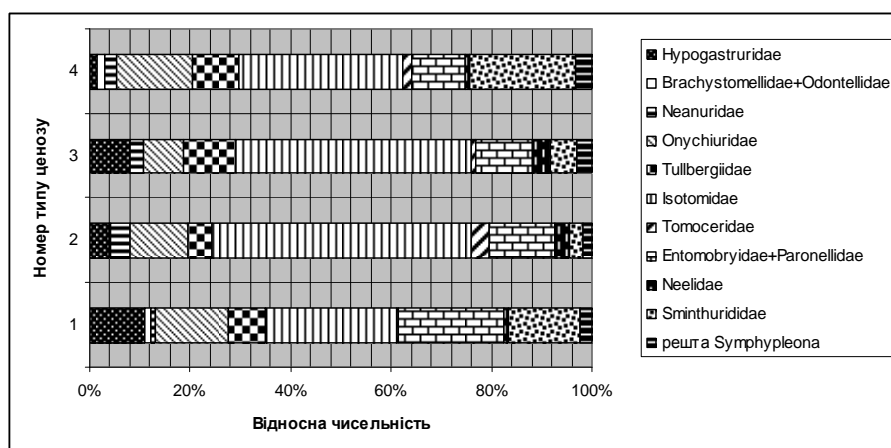 Номер типу ценозу
4
3
2
1
0%
20%
40%
60%
80%
100%
Відносна чисельність
Hypogastruridae
Brachystomellidae+Odontellidae
Neanuridae
Onychiuridae
Tullbergiidae
Isotomidae
Tomoceridae
Entomobryidae+Paronellidae
Neelidae
Sminthurididae
решта Symphypleona